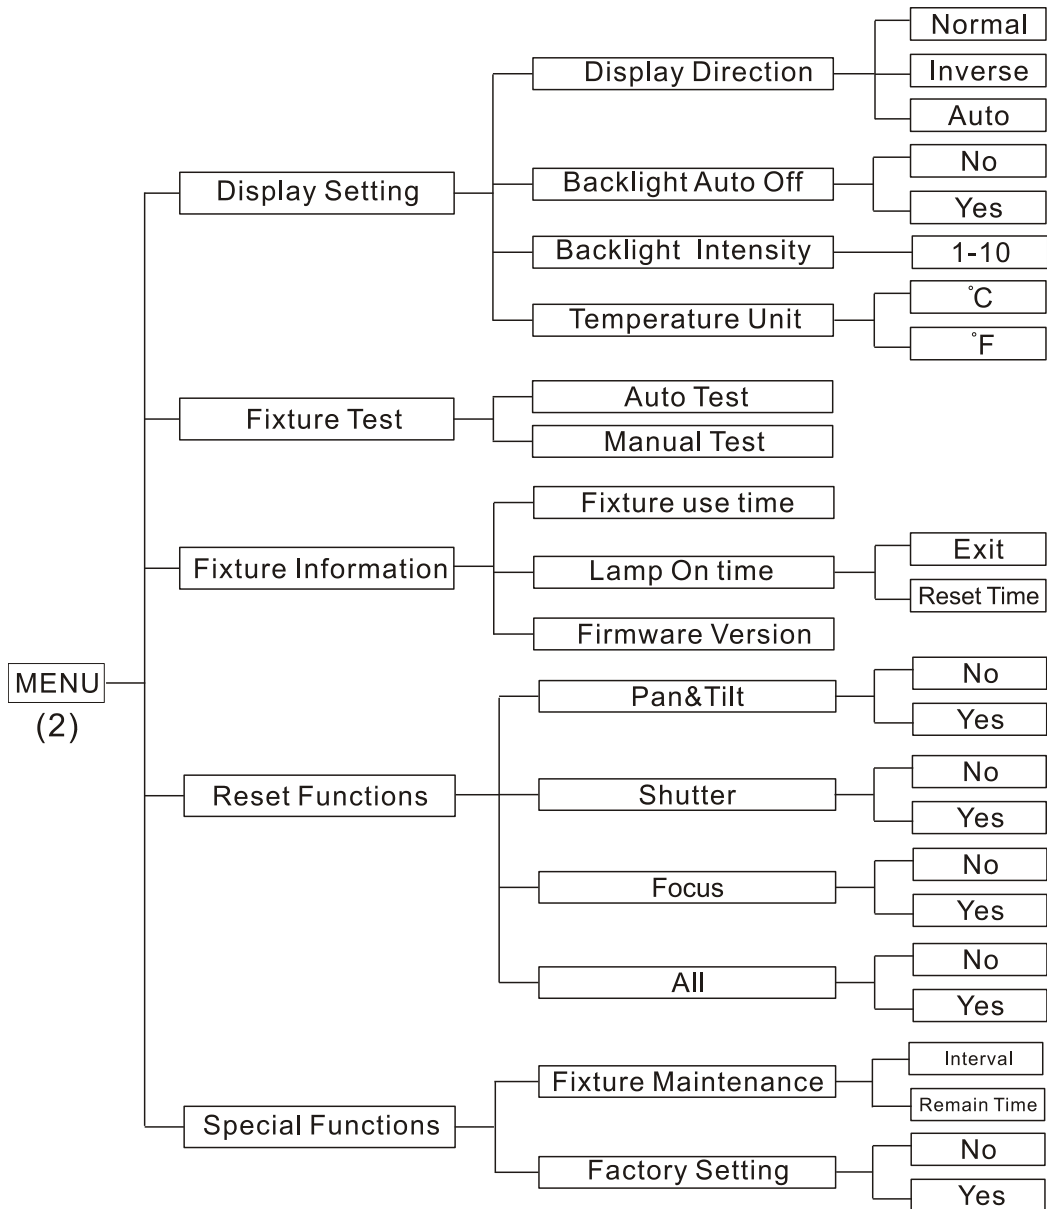 Normal
Display Direction
Inverse
Auto
Display Setting
Backlight Auto Off
No
Yes
Backlight Intensity
1-10
Temperature Unit
°C
°F
Fixture Test
Auto Test
Manual Test
Fixture use time
Fixture Information
Lamp On time
Exit
Reset Time
Firmware Version
MENU
(2)
Pan&Tilt
No
Yes
Reset Functions
Shutter
No
Yes
Focus
No
Yes
All
No
Yes
Special Functions
Fixture Maintenance
Interval
Remain Time
Factory Setting
No
Yes